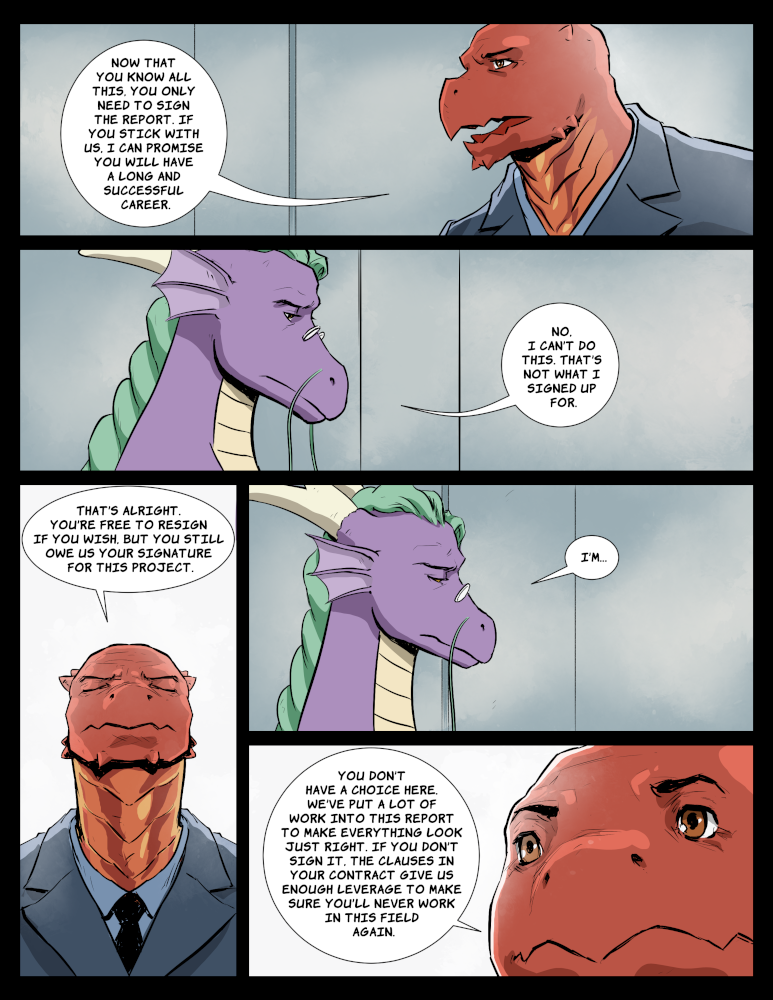 NOW THAT
YOU KNOW ALL
THIS, YOU ONLY
NEED TO SIGN
THE REPORT. IF
YOU STICK WITH
US, I CAN PROMISE
YOU WILL HAVE
A LONG AND
SUCCESSFUL
CAREER.
NO,
I CAN'T DO
THIS. THAT'S
NOT WHAT I
SIGNED UP
FOR.
THAT'S ALRIGHT.
YOU'RE FREE TO RESIGN
IF YOU WISH, BUT YOU STILL
OWE US YOUR SIGNATURE
FOR THIS PROJECT.
I'M...
YOU DON'T
HAVE A CHOICE HERE.
WE'VE PUT A LOT OF
WORK INTO THIS REPORT
TO MAKE EVERYTHING LOOK
JUST RIGHT. IF YOU DON'T
SIGN IT, THE CLAUSES IN
YOUR CONTRACT GIVE US
ENOUGH LEVERAGE TO MAKE
SURE YOU'LL NEVER WORK
IN THIS FIELD
AGAIN.